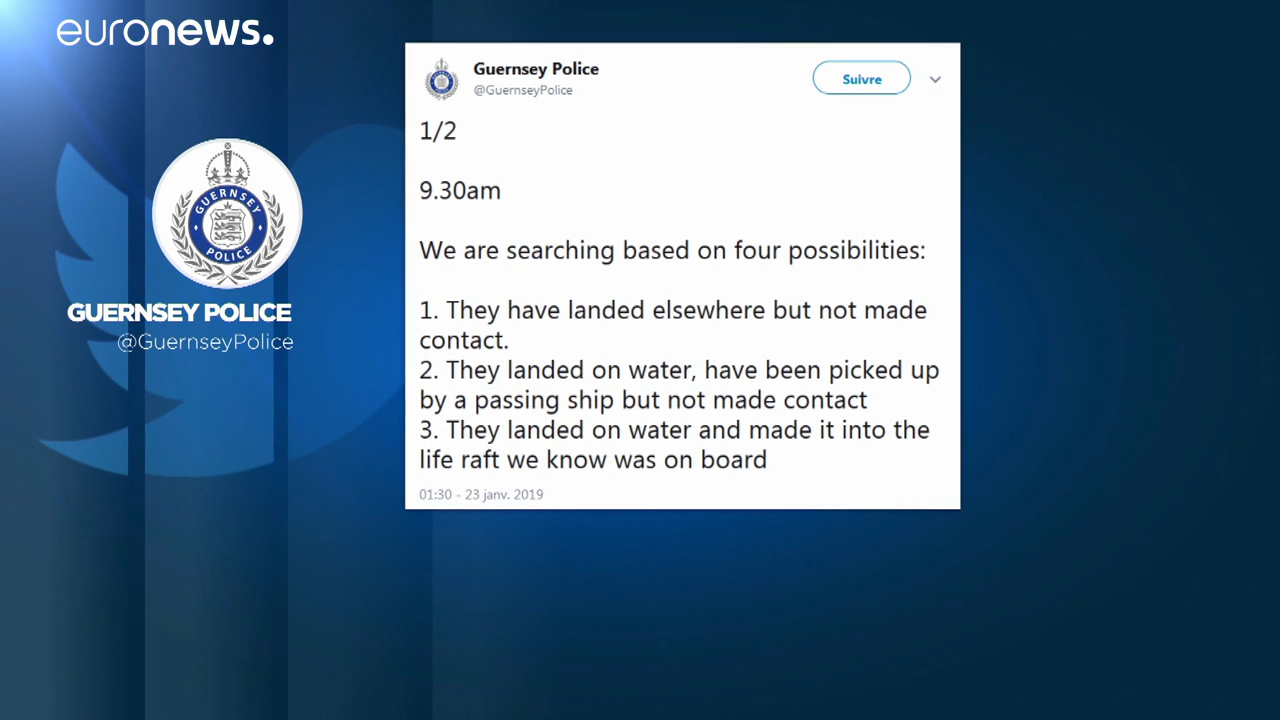 euronews.
GUERNSEY
POLICE
GUERNSEY POLICE
@GuernseyPolice
Guernsey Police
@GuernseyPolice
Suivre
1/2
9.30am
We are searching based on four possibilities:
1. They have landed elsewhere but not made
contact.
2. They landed on water, have been picked up
by a passing ship but not made contact
3. They landed on water and made it into the
life raft we know was on board
01:30 - 23 janv. 2019